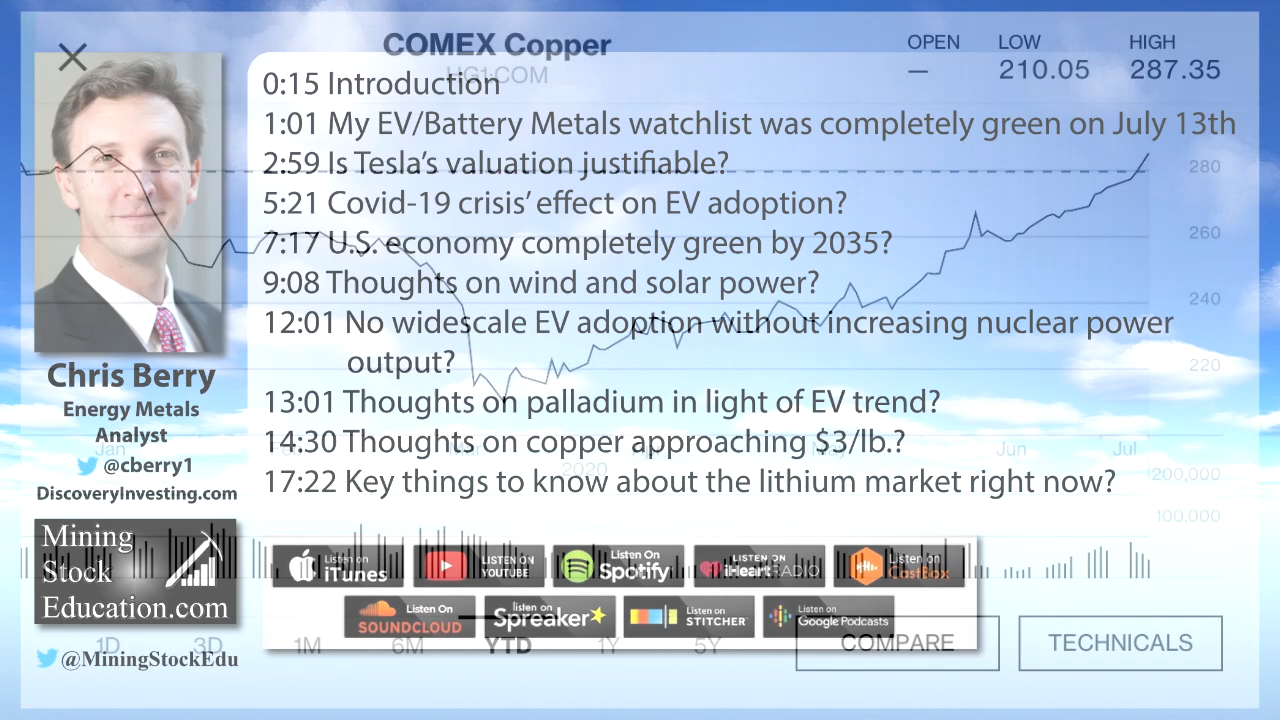 COMEX Copper
HG1:COM
OPEN
LOW
HIGH
—
210.05
287.35
0:15 Introduction
1:01 My EV/Battery Metals watchlist was completely green on July 13th
2:59 Is Tesla's valuation justifiable?
5:21 Covid-19 crisis' effect on EV adoption?
7:17 U.S. economy completely green by 2035?
9:08 Thoughts on wind and solar power?
12:01 No widescale EV adoption without increasing nuclear power
output?
13:01 Thoughts on palladium in light of EV trend?
14:30 Thoughts on copper approaching $3/lb.?
17:22 Key things to know about the lithium market right now?
280
260
240
220
Jan
Mar
Jun
Jul
2020
200,000
100,000
Chris Berry
Energy Metals
Analyst
@cberry1
DiscoveryInvesting.com
Mining
Stock
Education.com
@MiningStockEdu
Listen on
iTunes
LISTEN ON
YOUTUBE
Listen On
Spotify
LISTEN ON
iHeartRADIO
Listen on
CastBox
Listen On
SOUNDCLOUD
listen on
Spreaker
LISTEN ON
STITCHER
Listen on
Google Podcasts
1D
3D
1M
6M
YTD
1Y
5Y
COMPARE
TECHNICALS